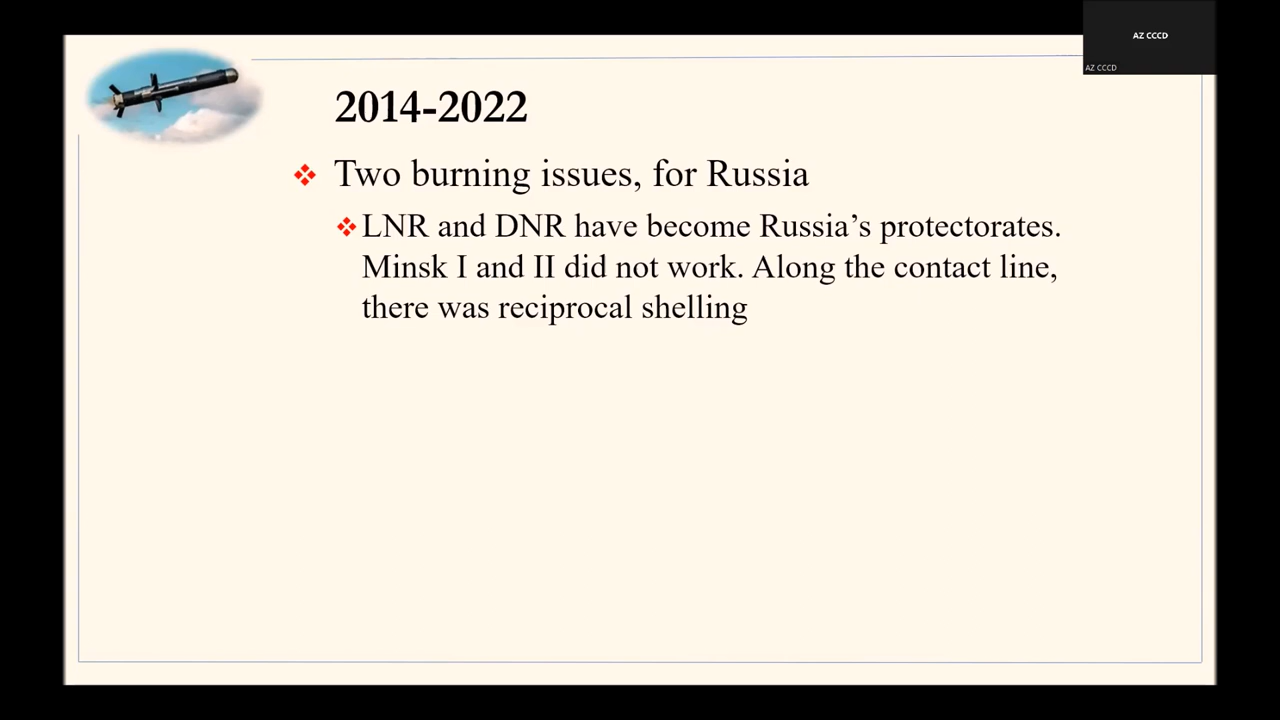 AZ CCCD
AZ CCCD
2014-2022
Two burning issues, for Russia
LNR and DNR have become Russia’s protectorates.
Minsk I and II did not work. Along the contact line,
there was reciprocal shelling